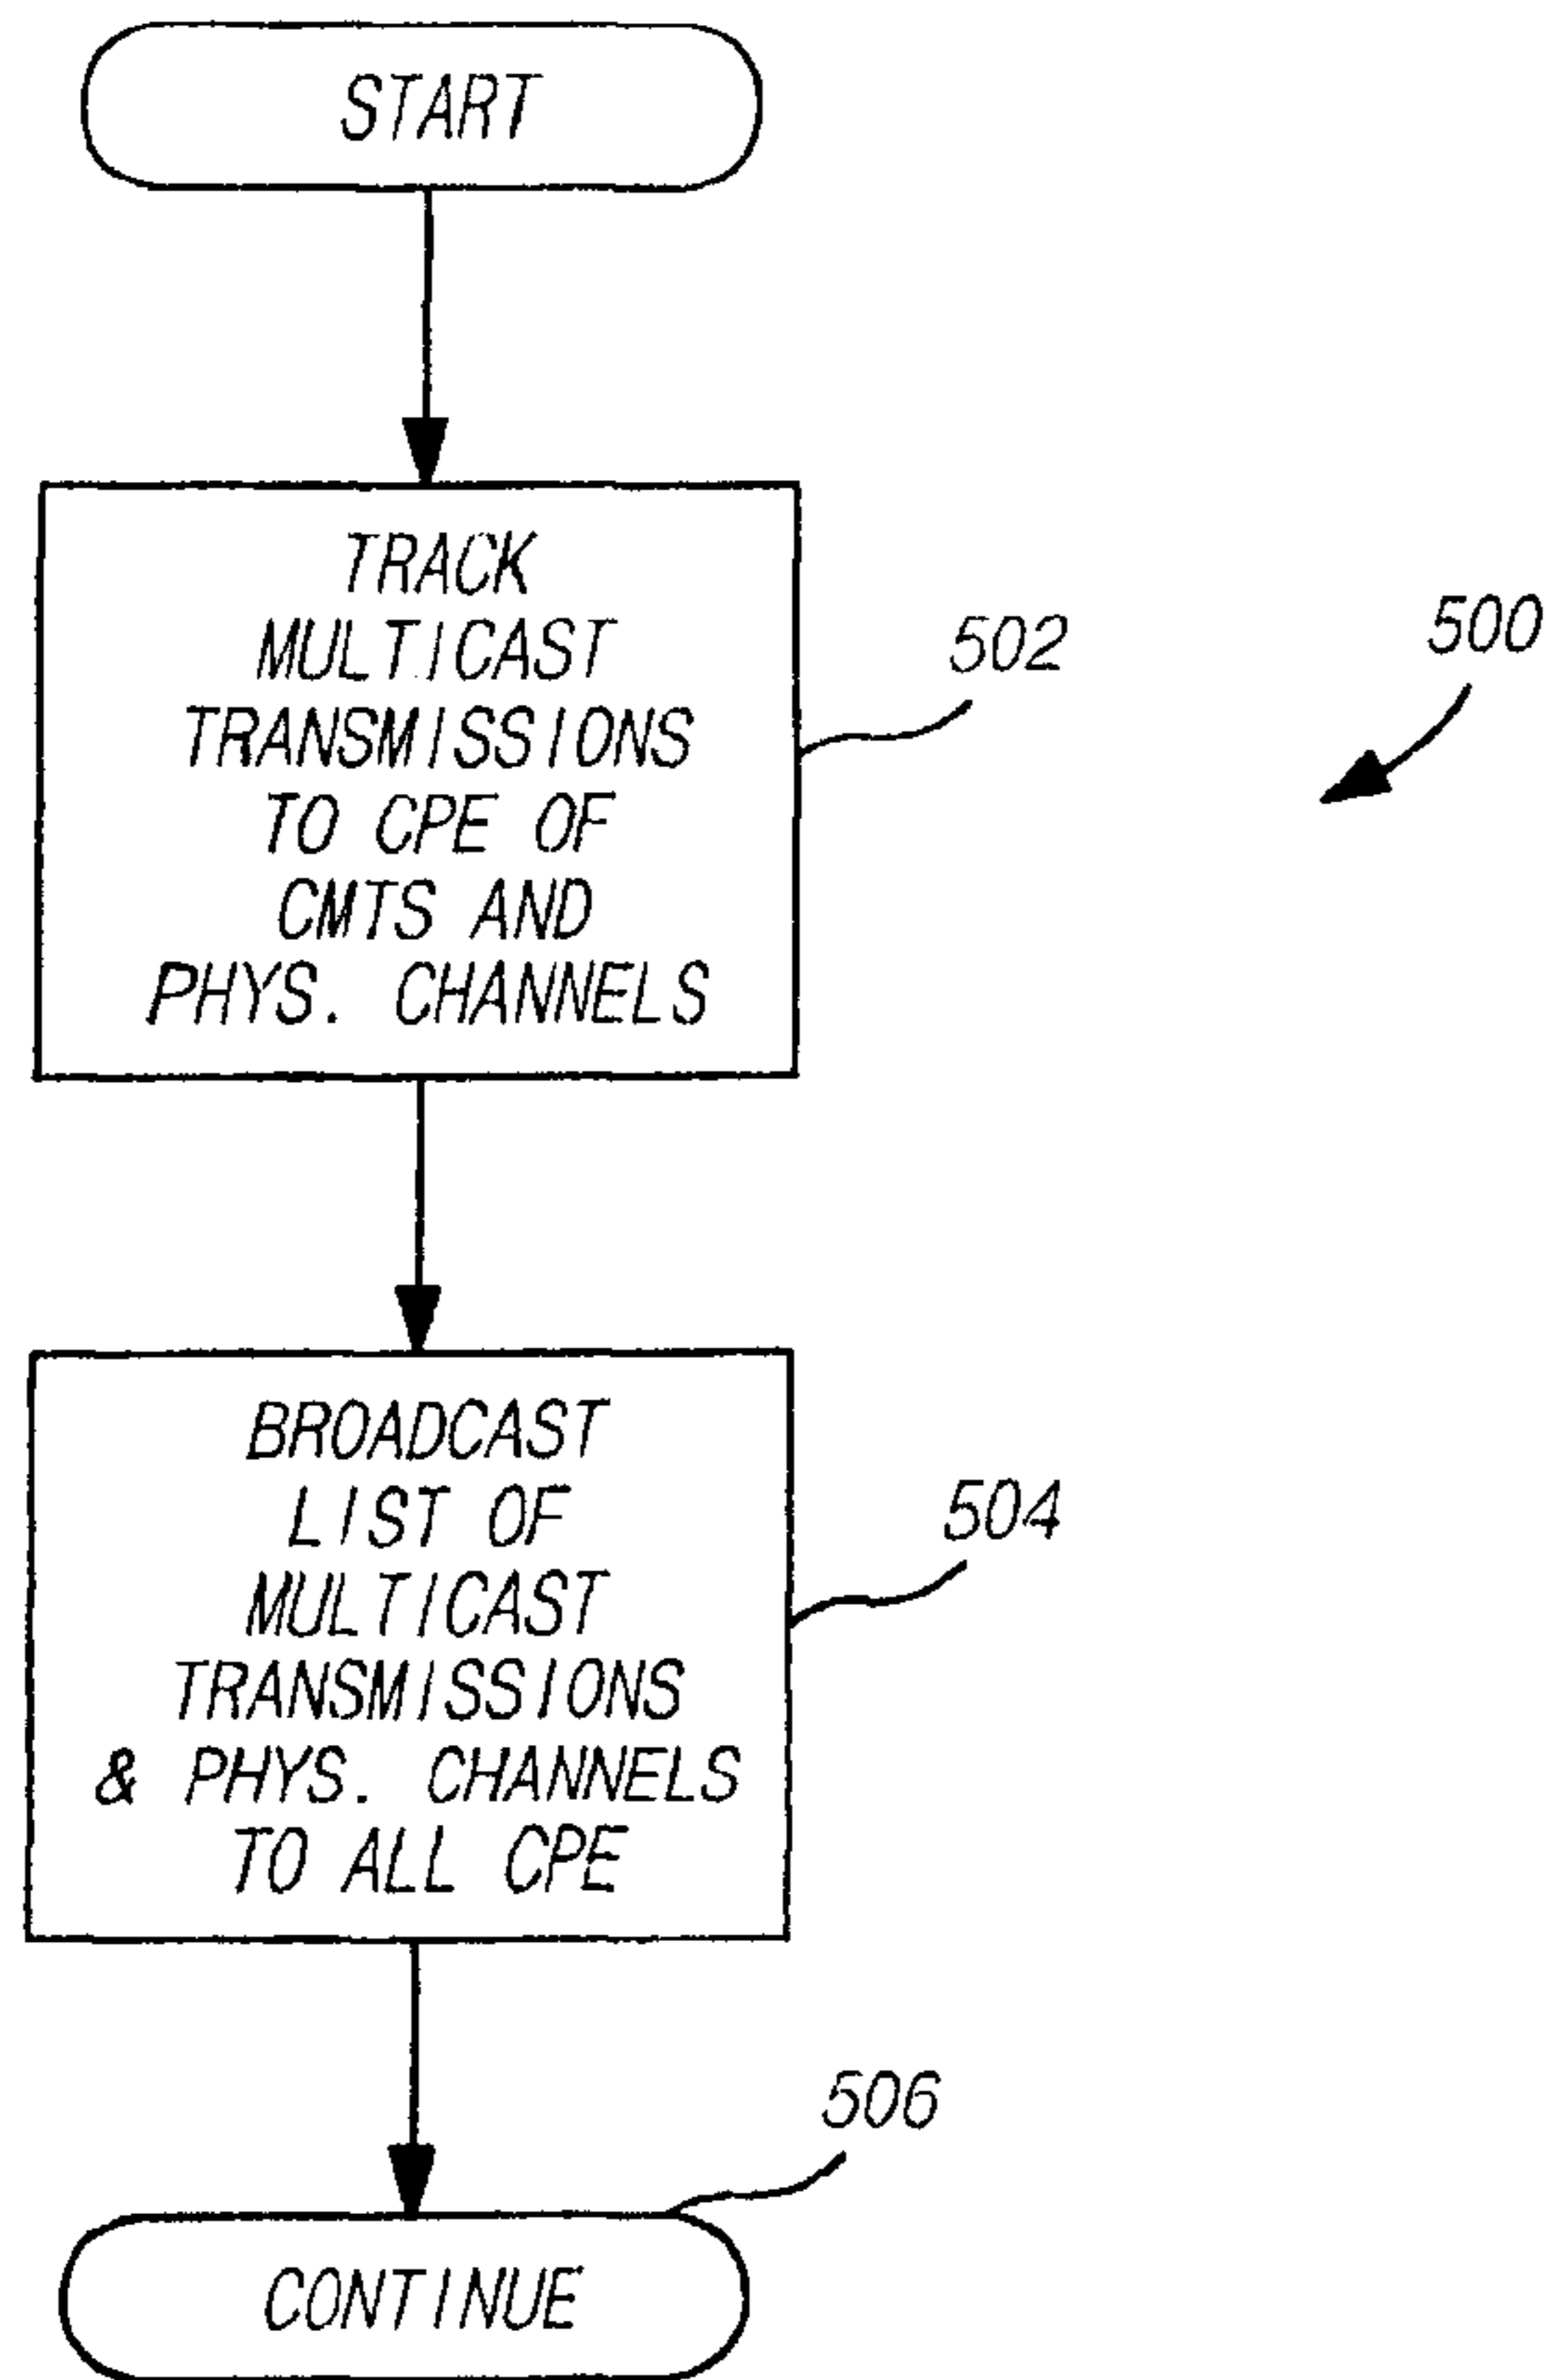 START
TRACK
MULTICAST
TRANSMISSIONS
TO CPE OF
CMTS AND
PHYS. CHANNELS
502
500
BROADCAST
LIST OF
MULTICAST
TRANSMISSIONS
& PHYS. CHANNELS
TO ALL CPE
504
506
CONTINUE